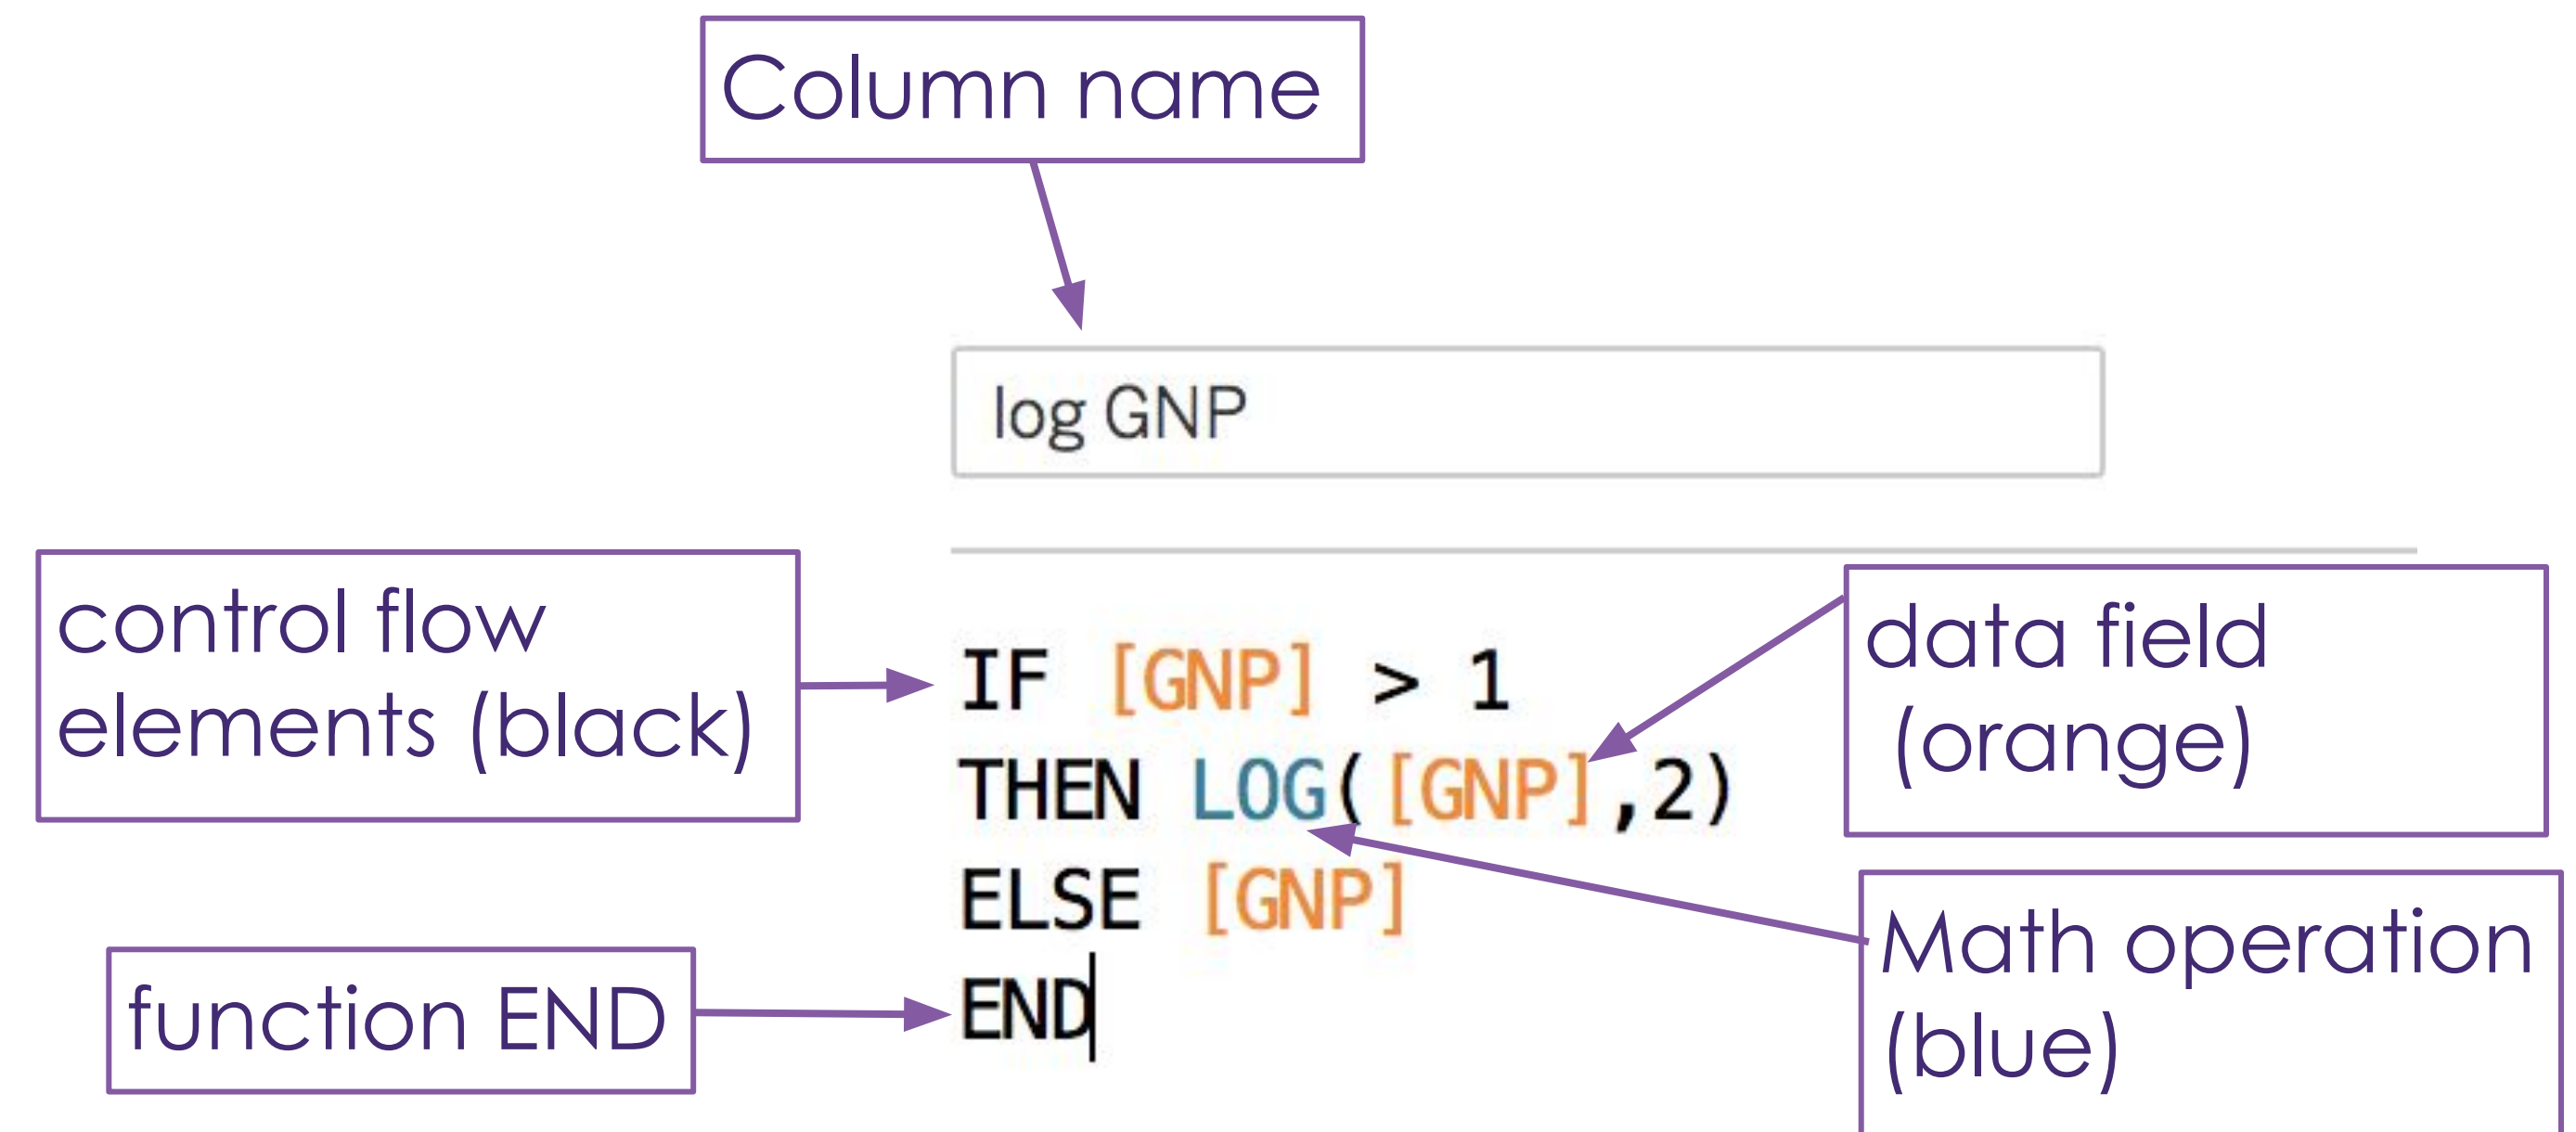 Column name
log GNP
control flow
elements (black)
IF [GNP] > 1
THEN LOG([GNP],2)
ELSE [GNP]
END
data field
(orange)
Math operation
(blue)
function END